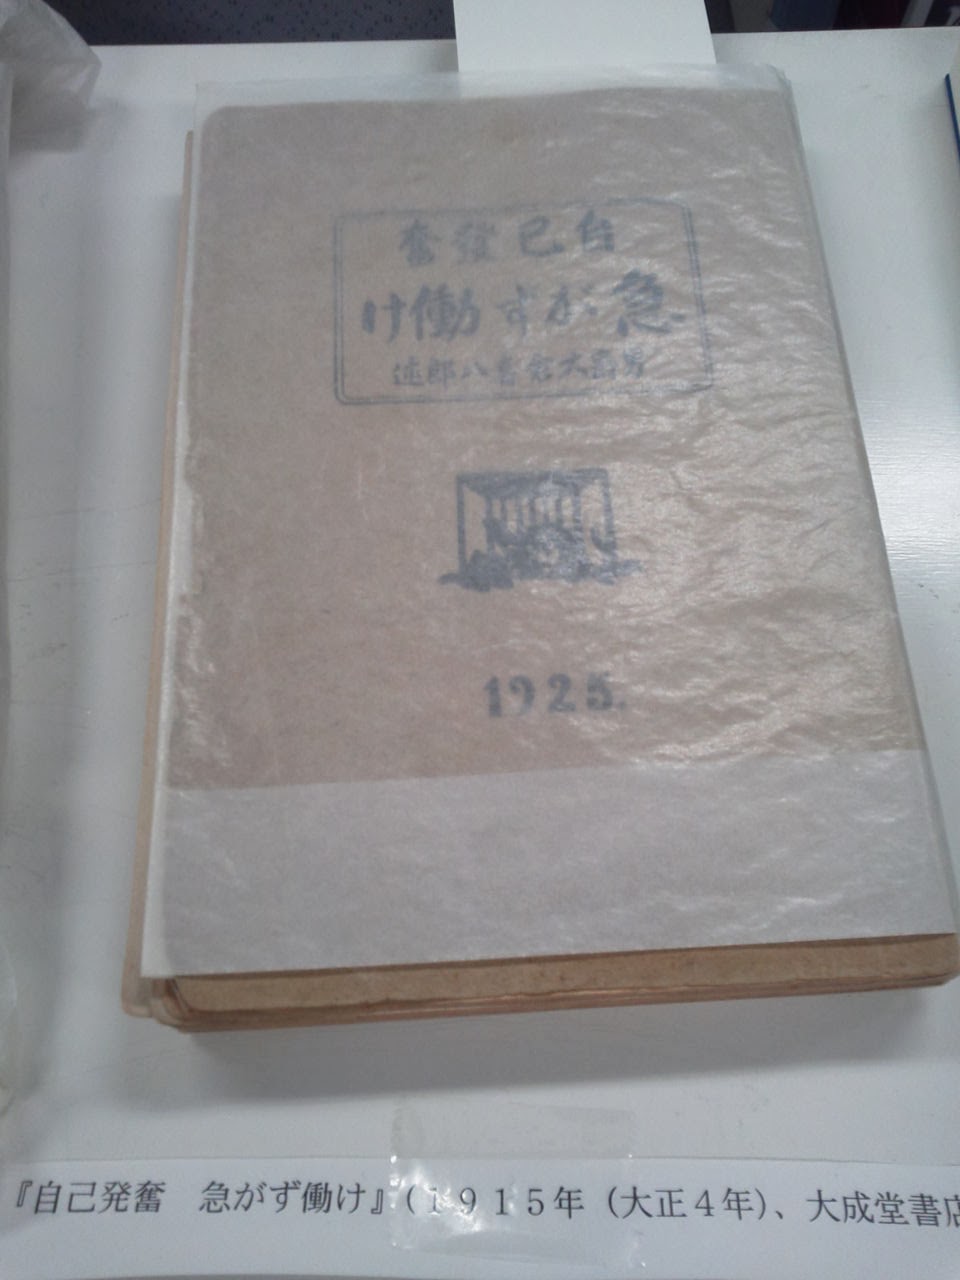 自己發奮
急がず働け
男爵大倉喜八郎述
1925.
『自己発奮　急がず働け』（１９１５年（大正４年）、大成堂書店